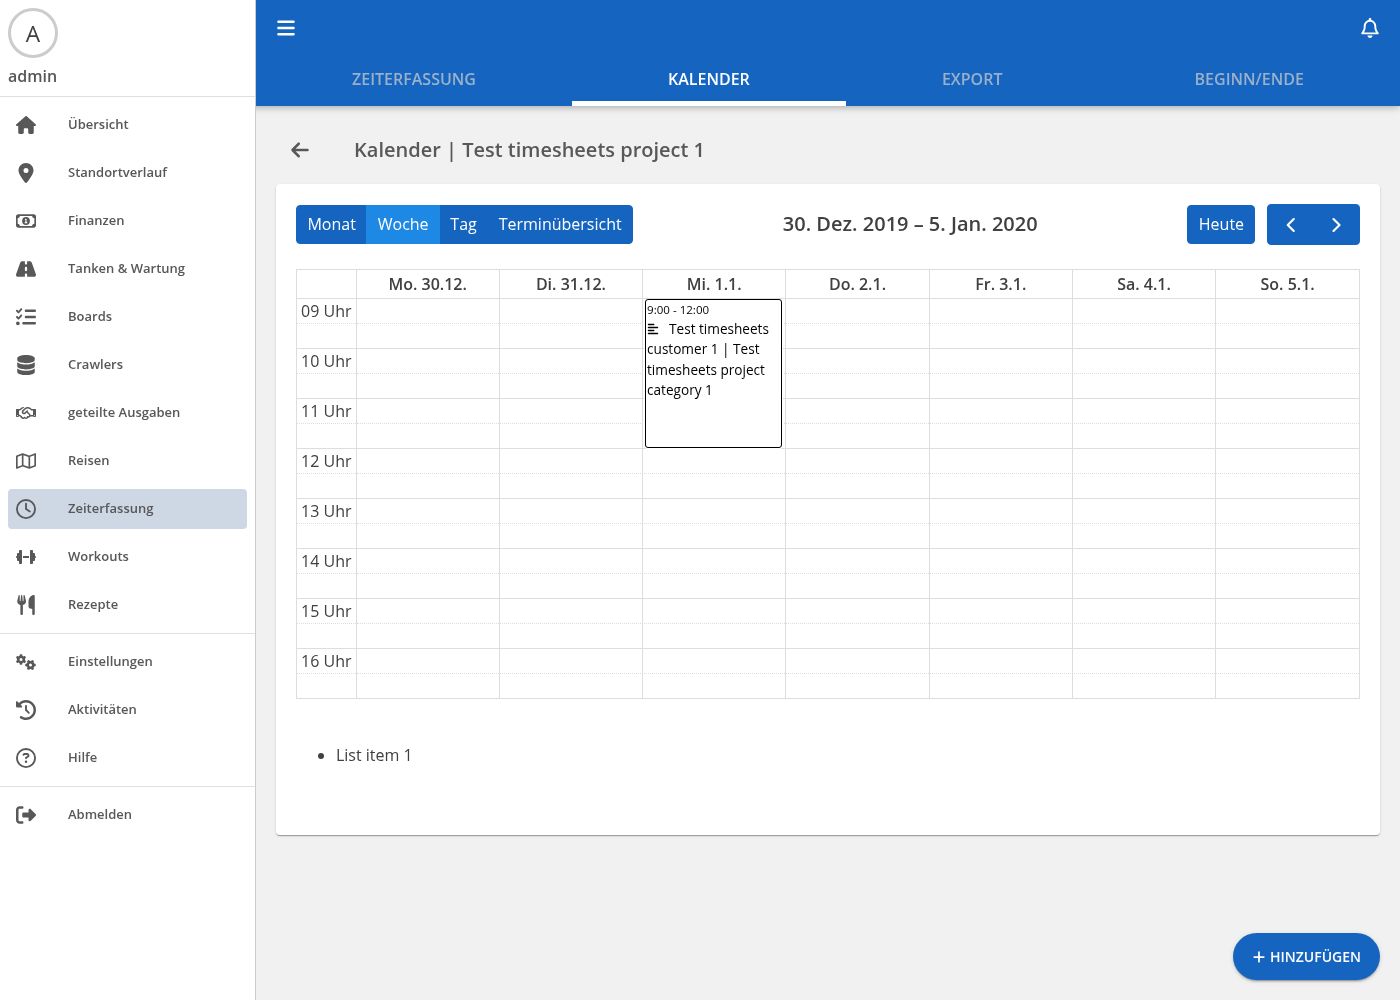 A
admin
Übersicht
Standortverlauf
Finanzen
Tanken & Wartung
Boards
Crawlers
geteilte Ausgaben
Reisen
Zeiterfassung
Workouts
Rezepte
Einstellungen
Aktivitäten
Hilfe
Abmelden
ZEITERFASSUNG KALENDER EXPORT BEGINN/ENDE
Kalender | Test timesheets project 1
Monat Woche Tag Terminübersicht 30. Dez. 2019 – 5. Jan. 2020 Heute
Mo. 30.12. Di. 31.12. Mi. 1.1. Do. 2.1. Fr. 3.1. Sa. 4.1. So. 5.1.
09 Uhr
10 Uhr
11 Uhr
12 Uhr
13 Uhr
14 Uhr
15 Uhr
16 Uhr
9:00 - 12:00
Test timesheets
customer 1 | Test
timesheets project
category 1
List item 1
HINZUFÜGEN